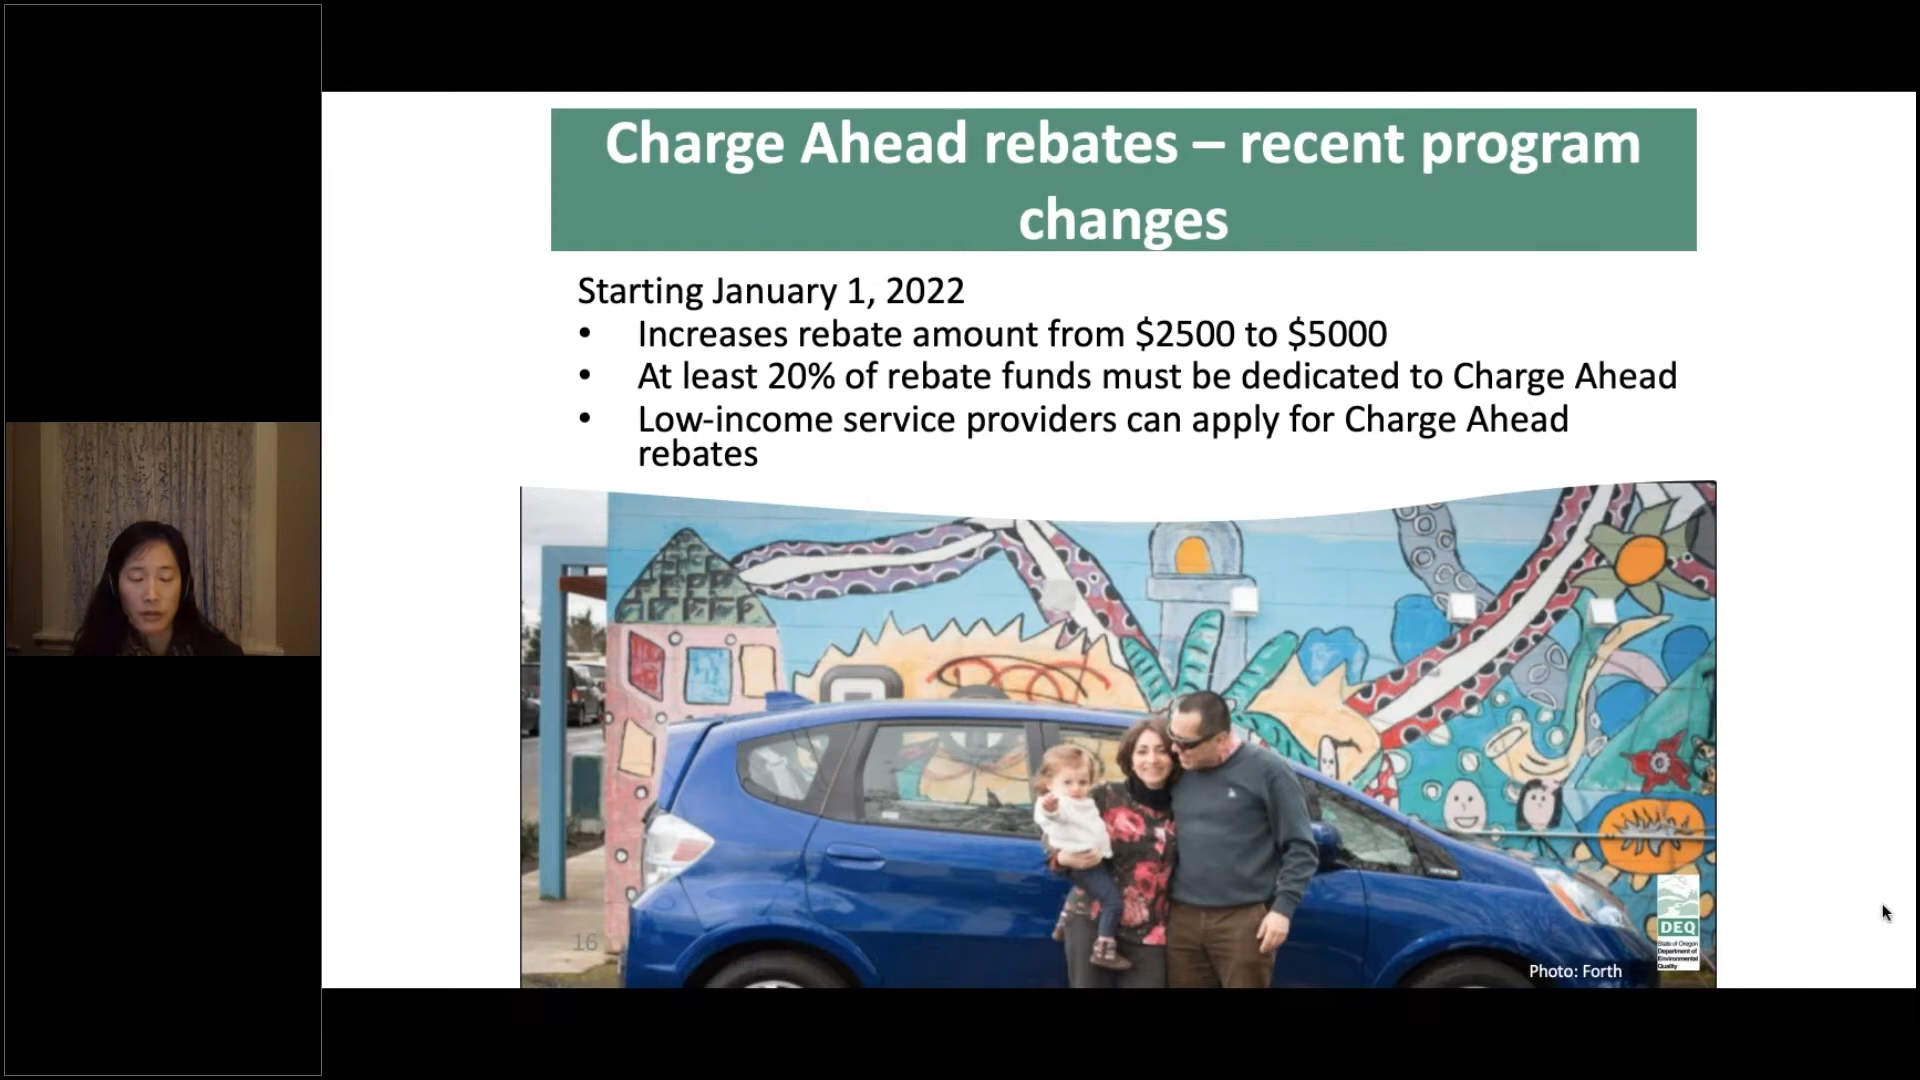 Charge Ahead rebates – recent program
changes
Starting January 1, 2022
• Increases rebate amount from $2500 to $5000
• At least 20% of rebate funds must be dedicated to Charge Ahead
• Low-income service providers can apply for Charge Ahead
rebates
16
DEQ
State of Oregon
Department of
Environmental
Quality
Photo: Forth